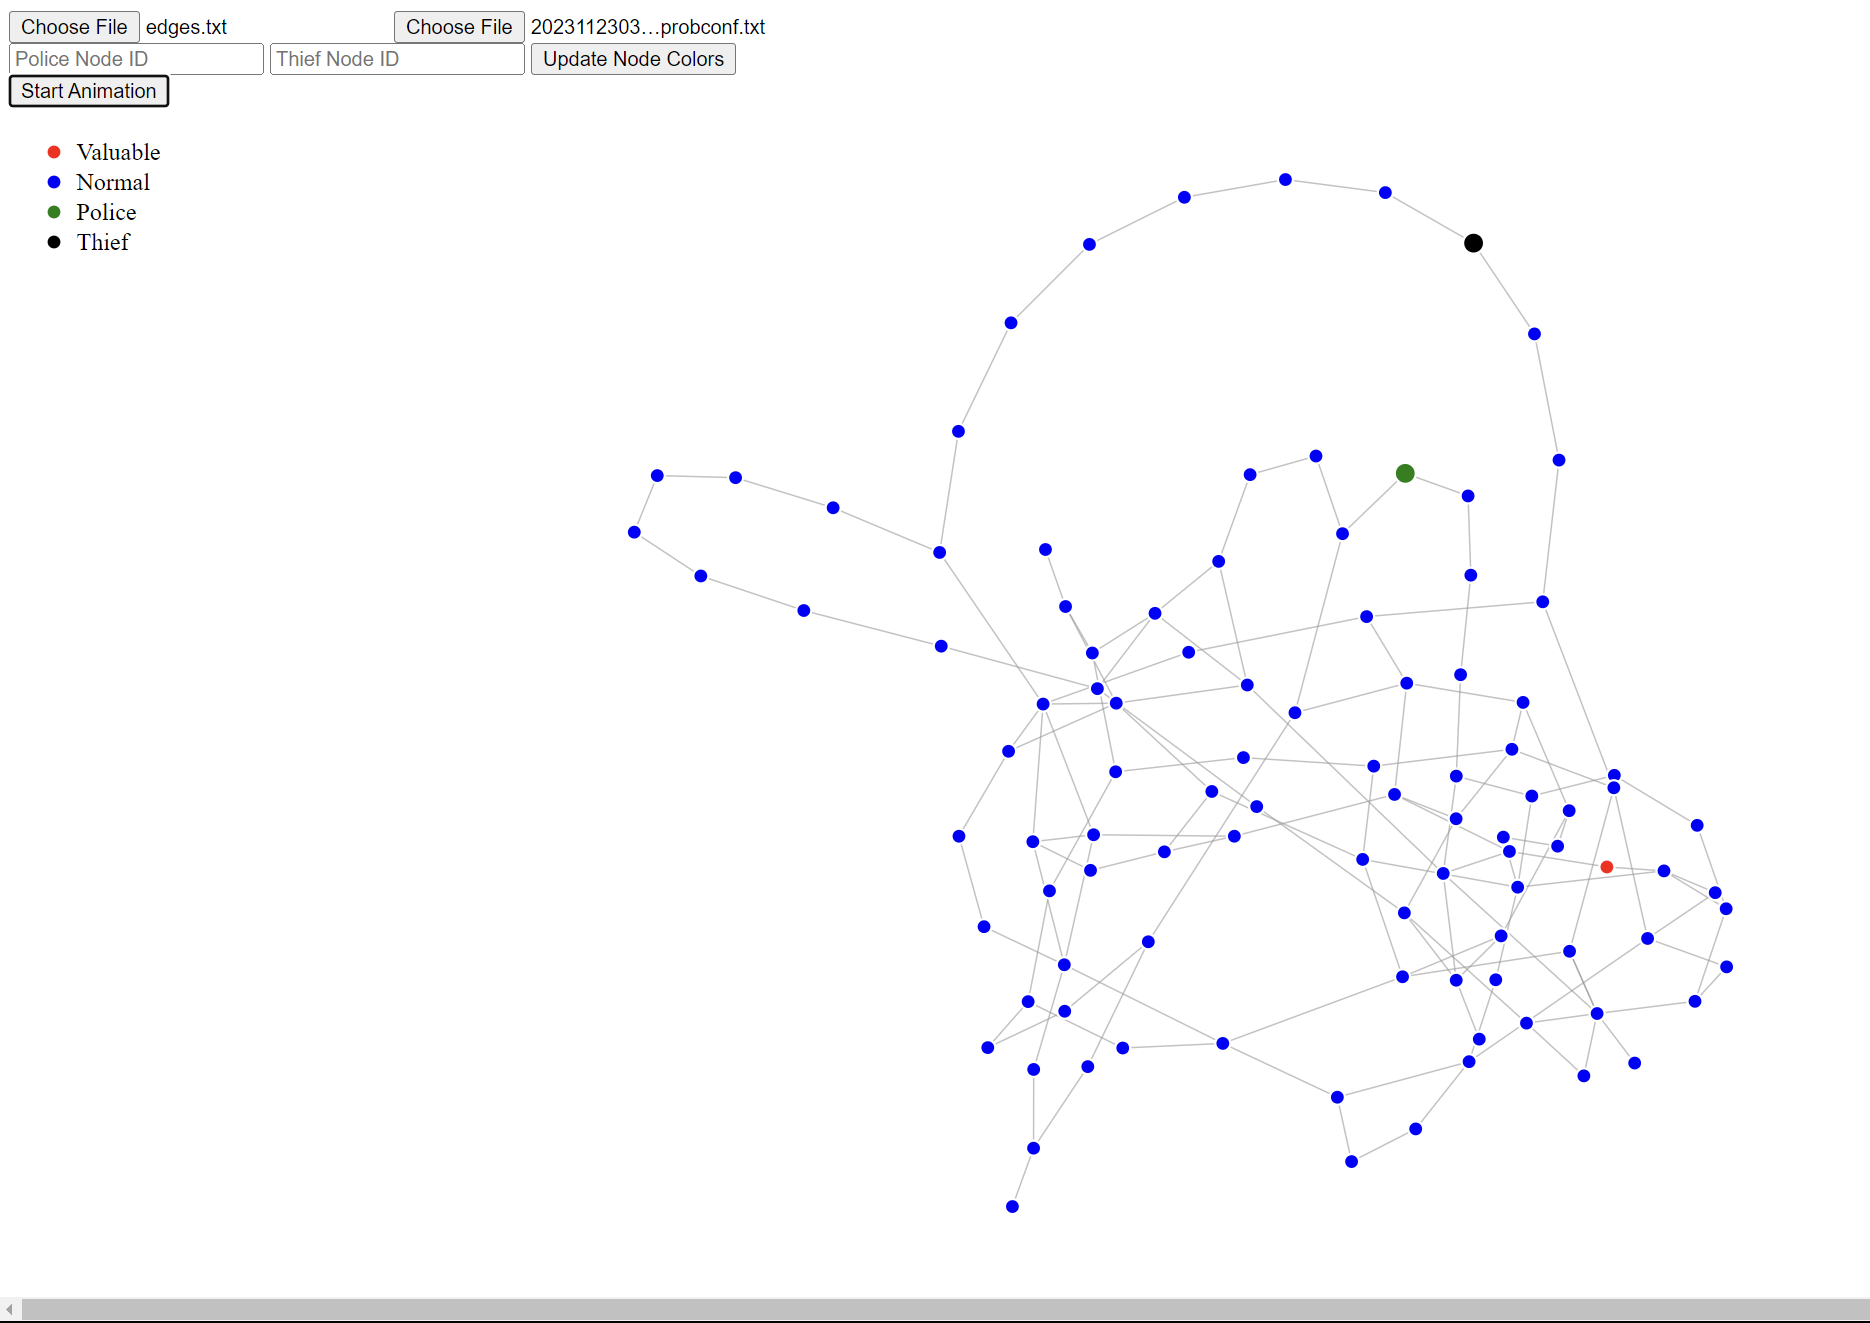 Choose File edges.txt Choose File 2023112303…probconf.txt
Police Node ID Thief Node ID Update Node Colors
Start Animation
Valuable
Normal
Police
Thief